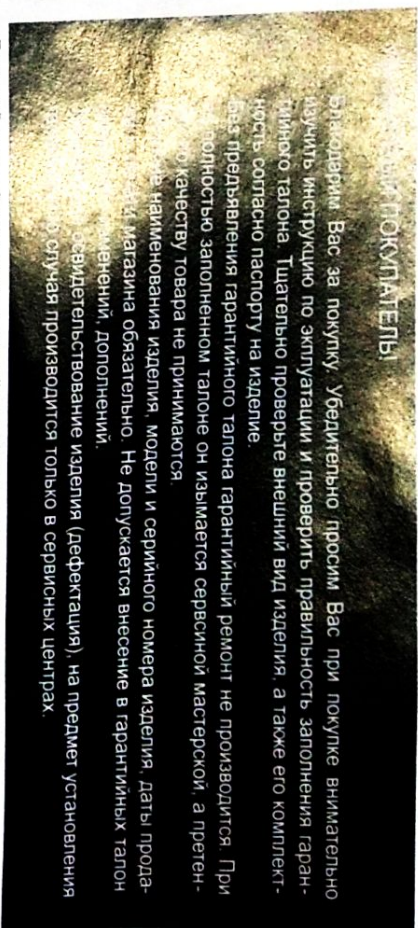 ПОКУПАТЕЛЬ!
Благодарим Вас за покупку. Убедительно просим Вас при покупке внимательно
изучить инструкцию по эксплуатации и проверить правильность заполнения гаран-
тийного талона. Тщательно проверьте внешний вид изделия, а также его комплект-
ность согласно паспорту на изделие.
Без предъявления гарантийного талона гарантийный ремонт не производится. При
полностью заполненном талоне он изымается сервсиной мастерской, а претен-
качеству товара не принимаются.
наименования изделия, модели и серийного номера изделия, даты прода-
магазина обязательно. Не допускается внесение в гарантийных талон
дополнений.
свидетельствование изделия (дефектация), на предмет установления
случая производится только в сервисных центрах.